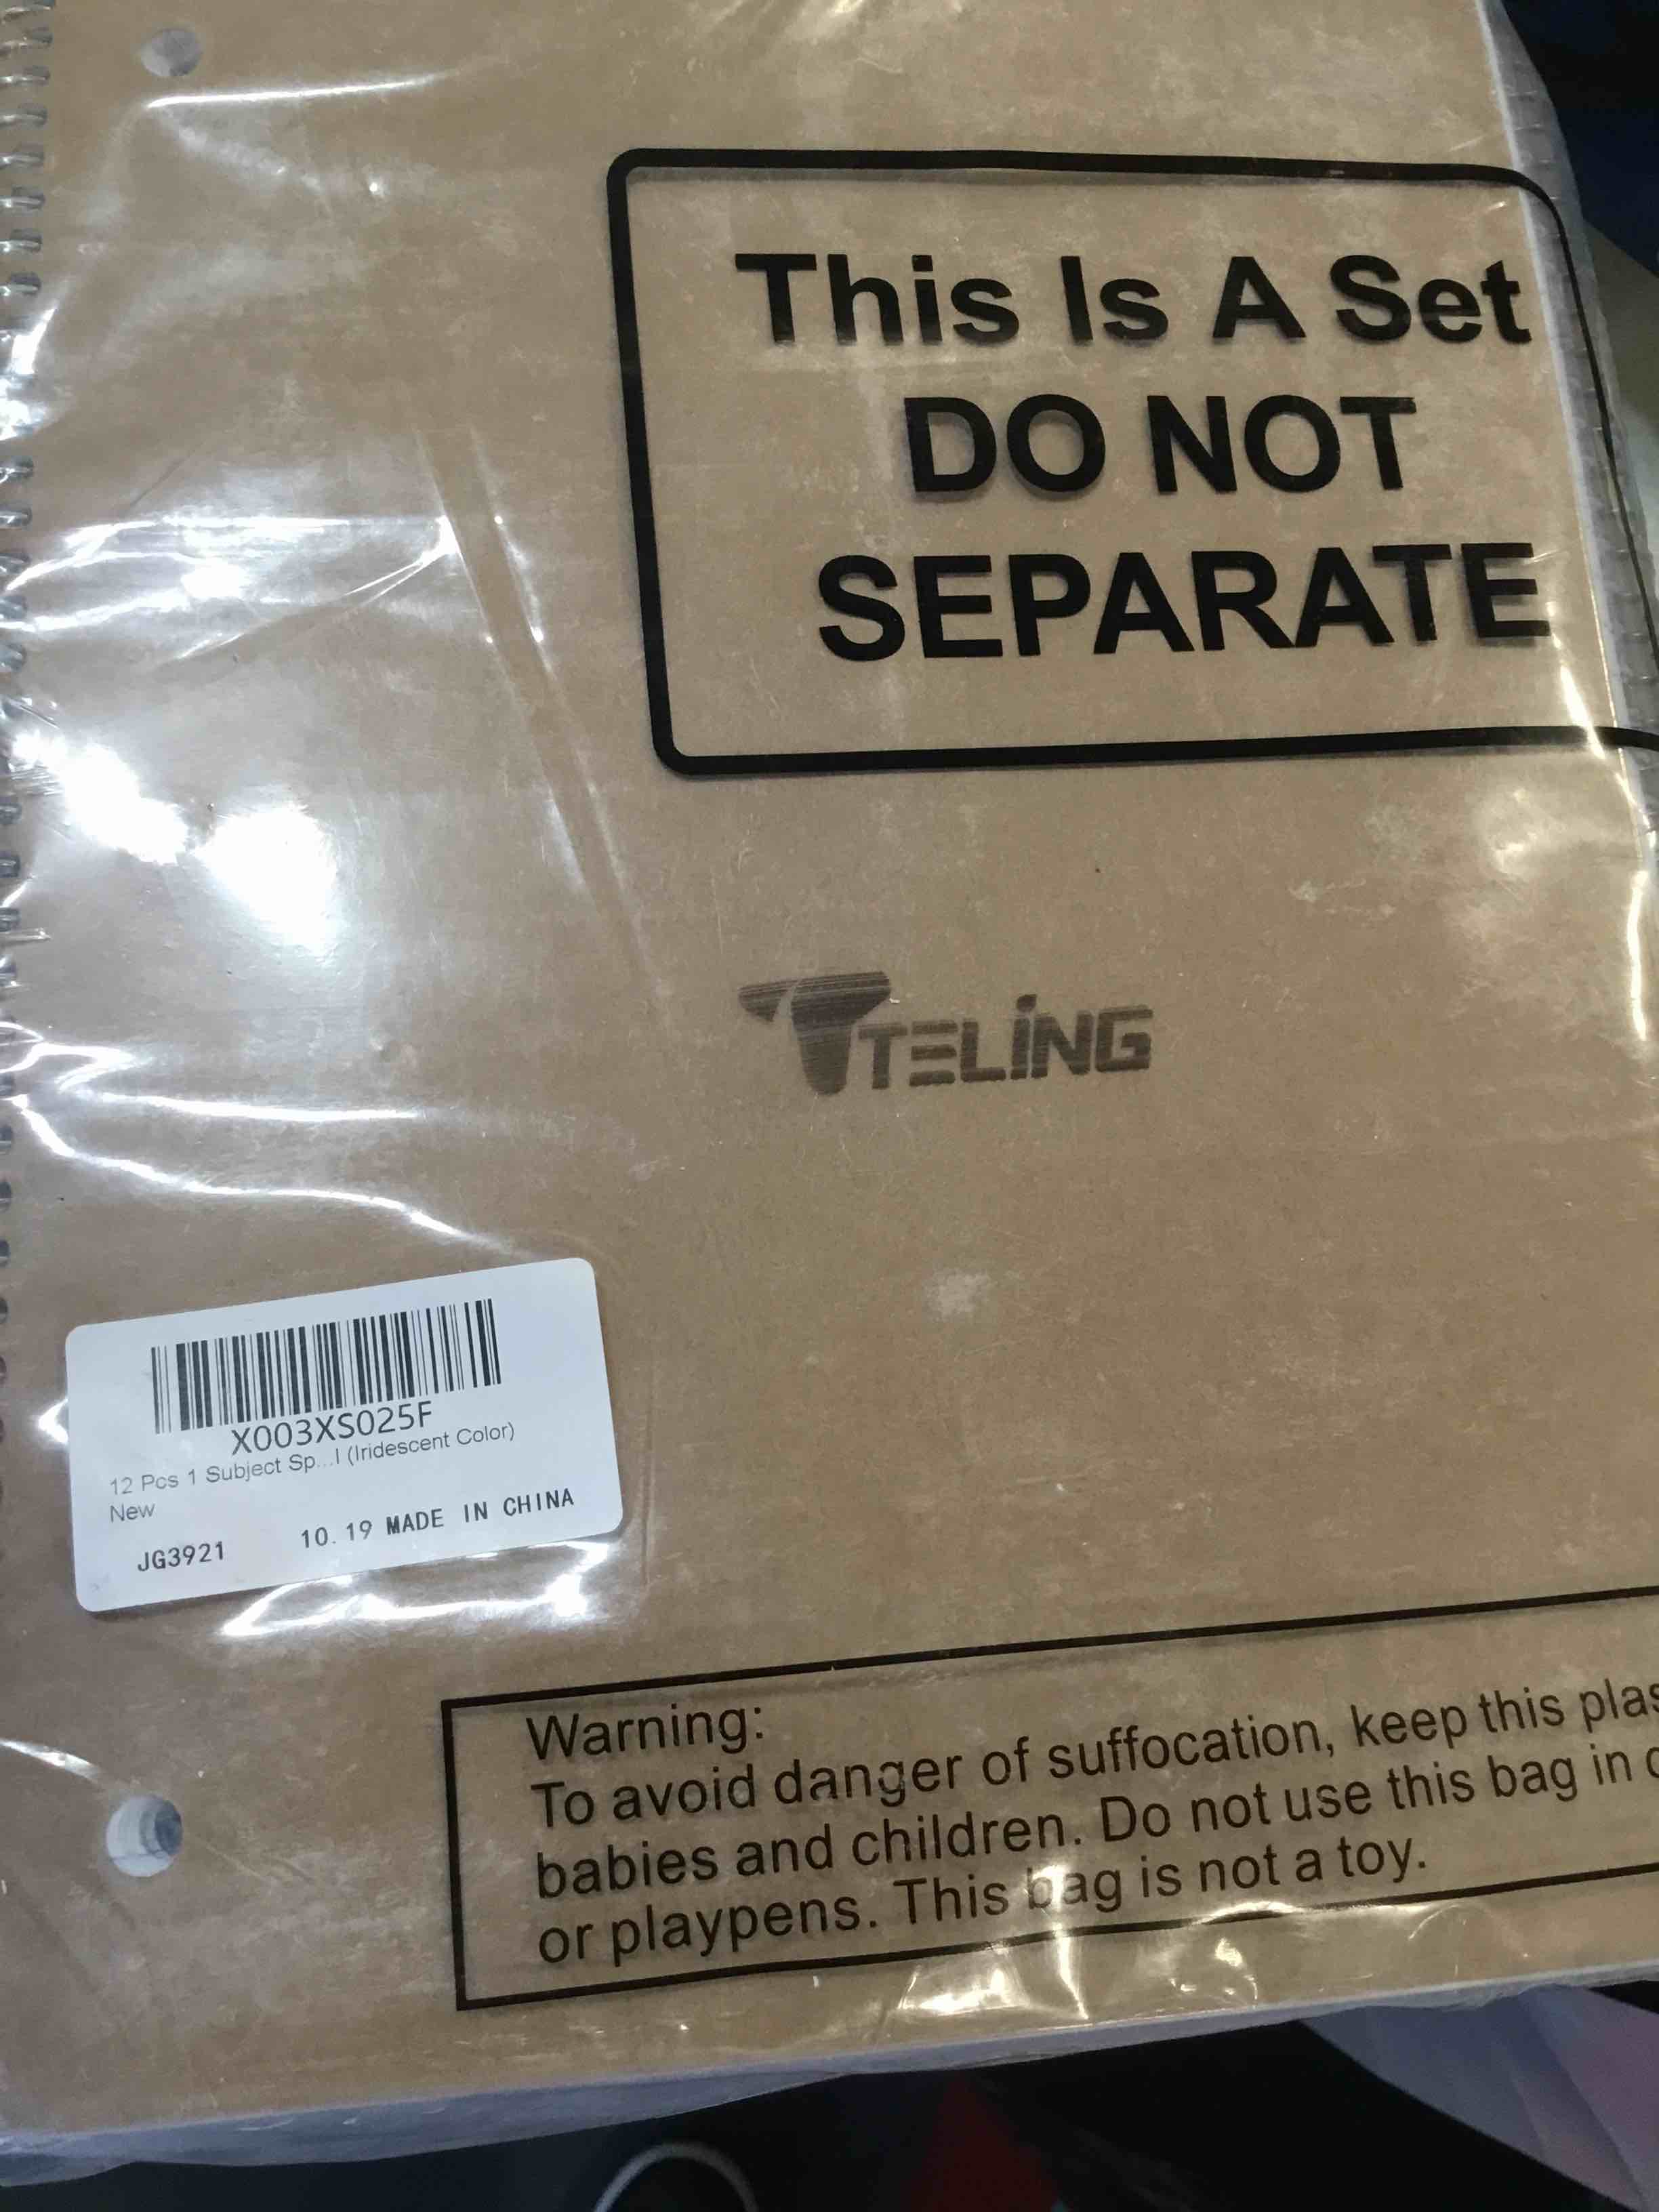 This Is A Set
DO NOT
SEPARATE
TELING
X003XS025F
12 Pcs 1 Subject Sp...l (Iridescent Color)
New
JG3921 10.19 MADE IN CHINA
Warning:
To avoid danger of suffocation, keep this
babies and children. Do not use this bag in
or playpens. This bag is not a toy.